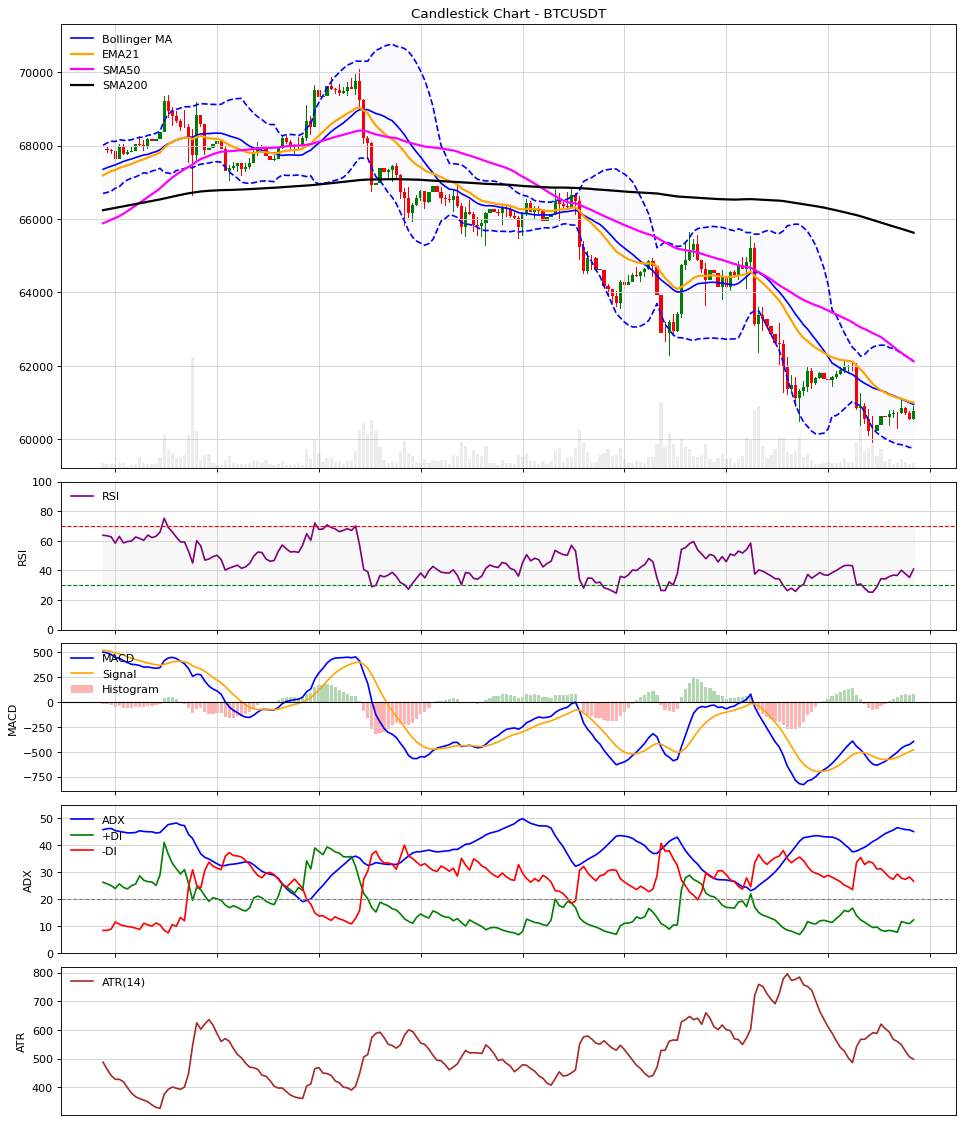 Candlestick Chart - BTCUSDT
Bollinger MA
EMA21
SMA50
SMA200
70000
68000
66000
64000
62000
60000
RSI
RSI
100
80
60
40
20
0
MACD
Signal
Histogram
MACD
500
250
0
−250
−500
−750
ADX
+DI
-DI
ADX
50
40
30
20
10
0
ATR(14)
ATR
800
700
600
500
400